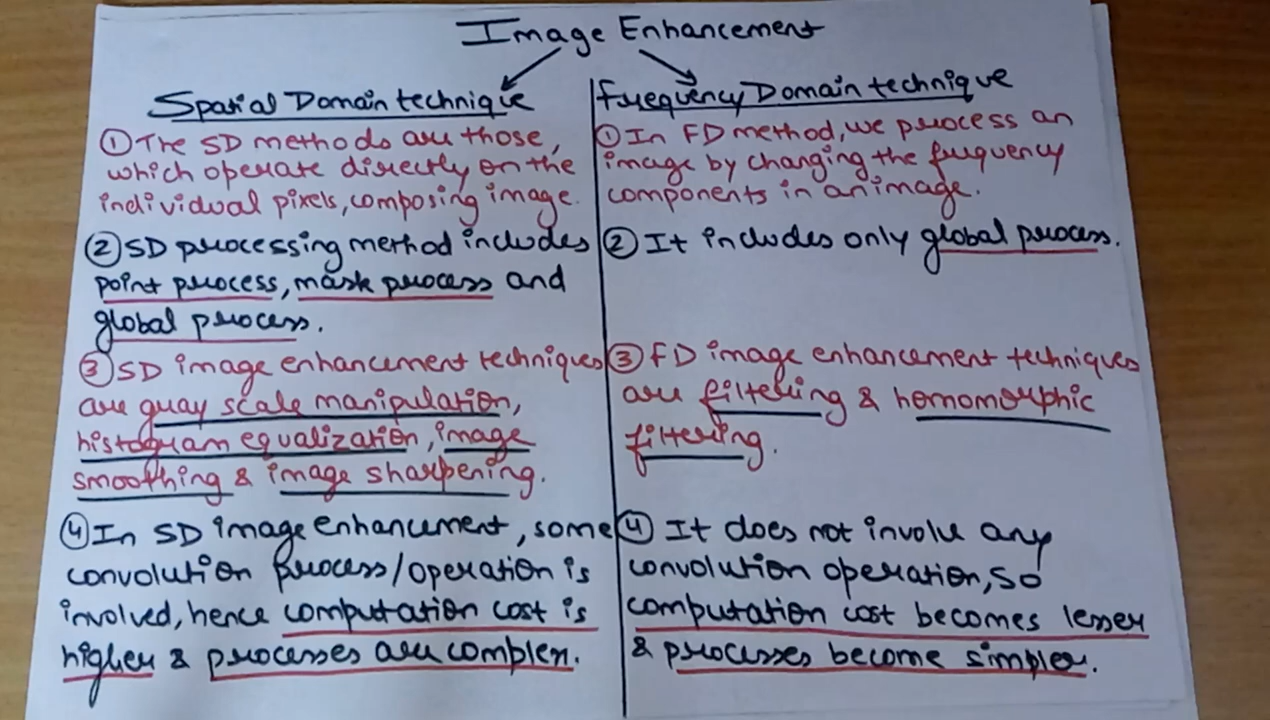 Image Enhancement
Spatial Domain technique
① The SD methods are those,
which operate directly on the
individual pixels, composing image.
② SD processing method includes
point process, mask process and
global process.
③ SD image enhancement techniques
are gray scale manipulation,
histogram equalization, image
smoothing & image sharpening.
④ In SD image enhancement, some
convolution process/operation is
involved, hence computation cost is
higher & processes are complex.
Frequency Domain technique
① In FD method, we process an
image by changing the frequency
components in an image.
② It includes only global process.
③ FD image enhancement techniques
are filtering & homomorphic
filtering.
④ It does not involve any
convolution operation, so
computation cost becomes lesser
& processes become simpler.